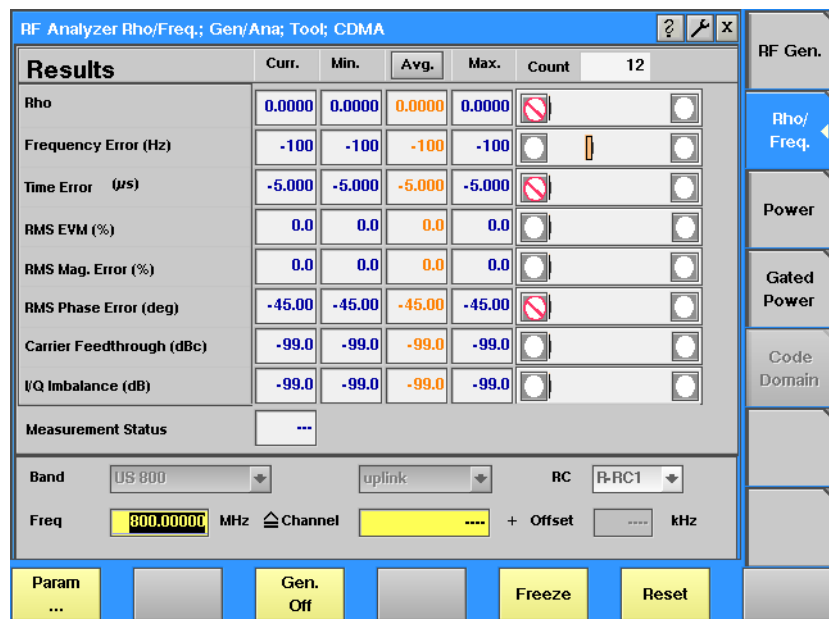 RF Analyzer Rho/Freq.; Gen/Ana; Tool; CDMA ? x
Results Curr. Min. Avg. Max. Count 12
Rho 0.0000 0.0000 0.0000 0.0000
Frequency Error (Hz) -100 -100 -100 -100
Time Error (µs) -5.000 -5.000 -5.000 -5.000
RMS EVM (%) 0.0 0.0 0.0 0.0
RMS Mag. Error (%) 0.0 0.0 0.0 0.0
RMS Phase Error (deg) -45.00 -45.00 -45.00 -45.00
Carrier Feedthrough (dBc) -99.0 -99.0 -99.0 -99.0
I/Q Imbalance (dB) -99.0 -99.0 -99.0 -99.0
Measurement Status ---
Band US 800 uplink RC R-RC1
Freq 800.00000 MHz ≙ Channel ---- + Offset ---- kHz
RF Gen.
Rho/
Freq.
Power
Gated
Power
Code
Domain
Param
...
Gen.
Off
Freeze
Reset